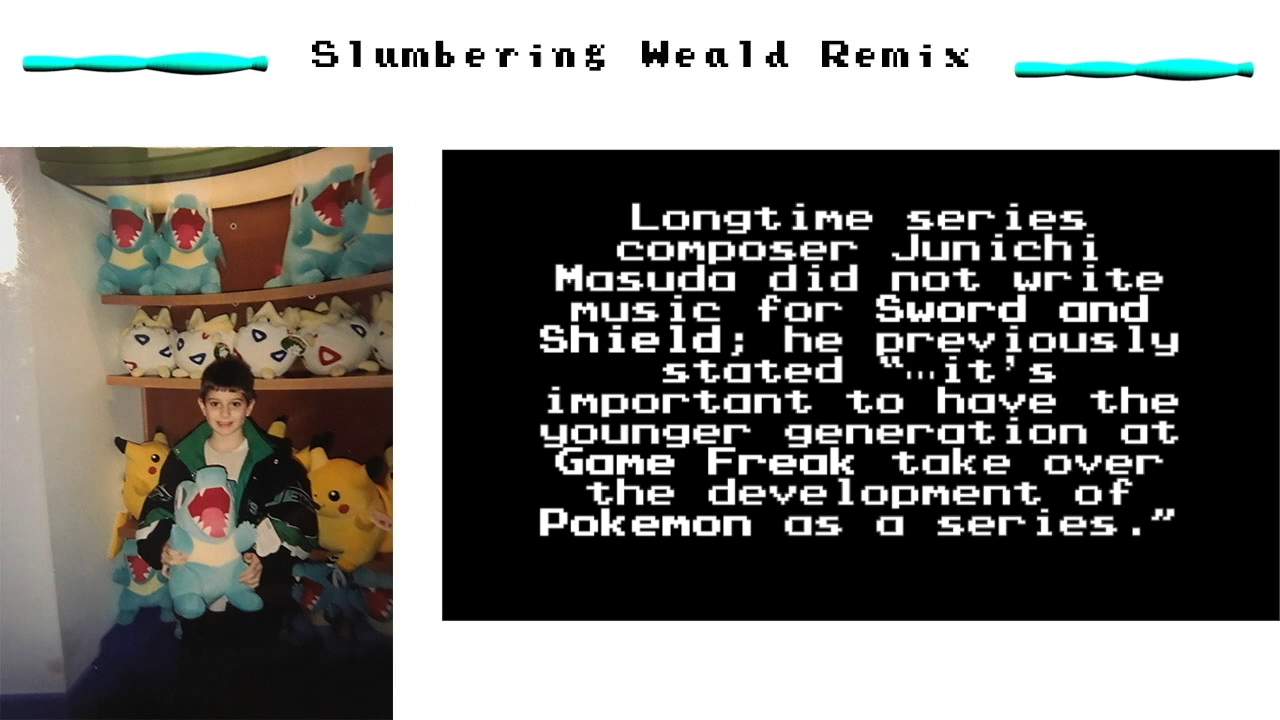 Slumbering Weald Remix
Longtime series
composer Junichi
Masuda did not write
music for Sword and
Shield; he previously
stated “…it's
important to have the
younger generation at
Game Freak take over
the development of
Pokemon as a series.”